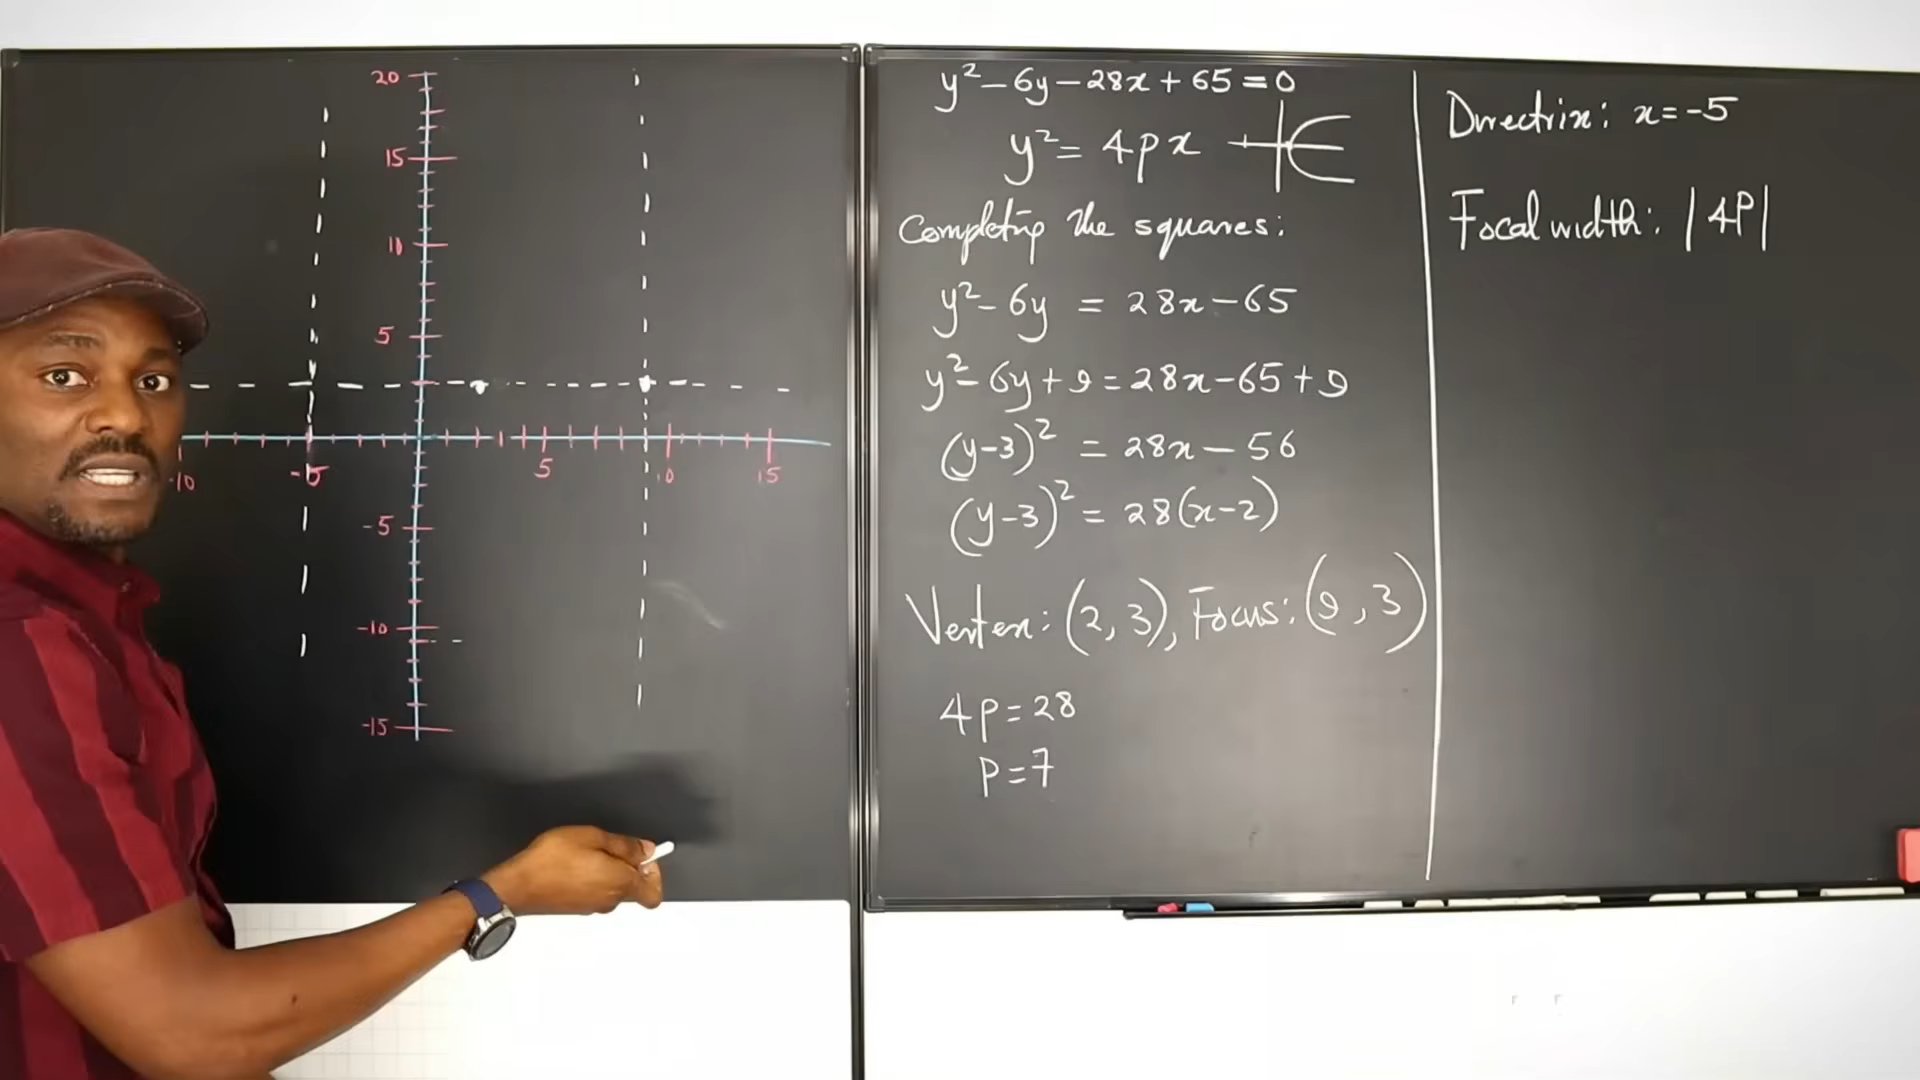 20
15
10
5
-10 -5 5 10 15
-5
-10
-15
y² - 6y - 28x + 65 = 0
y² = 4px
Completing the squares:
y² - 6y = 28x - 65
y² - 6y + 9 = 28x - 65 + 9
(y-3)² = 28x - 56
(y-3)² = 28(x-2)
Vertex: (2, 3), Focus: (9, 3)
4p = 28
p = 7
Directrix: x = -5
Focal width: |4P|